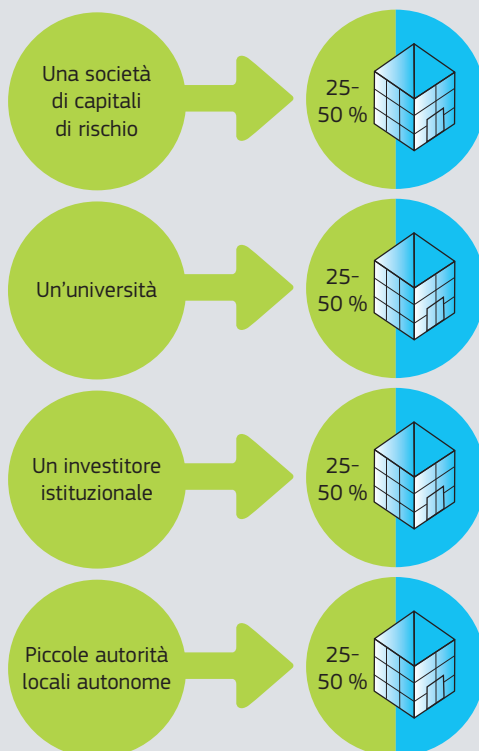 Una società
di capitali
di rischio
25-
50 %
Un'università
25-
50 %
Un investitore
istituzionale
25-
50 %
Piccole autorità
locali autonome
25-
50 %